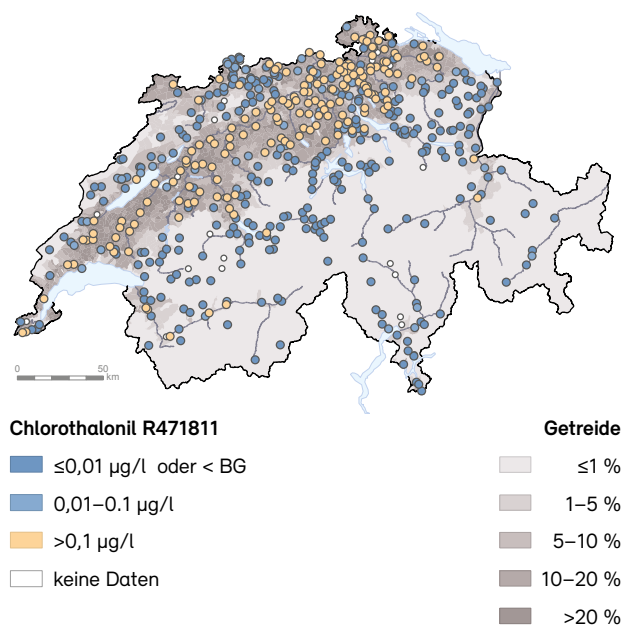 0 50
km
Chlorothalonil R471811
≤0,01 µg/l oder < BG
0,01–0.1 µg/l
>0,1 µg/l
keine Daten
Getreide
≤1 %
1–5 %
5–10 %
10–20 %
>20 %